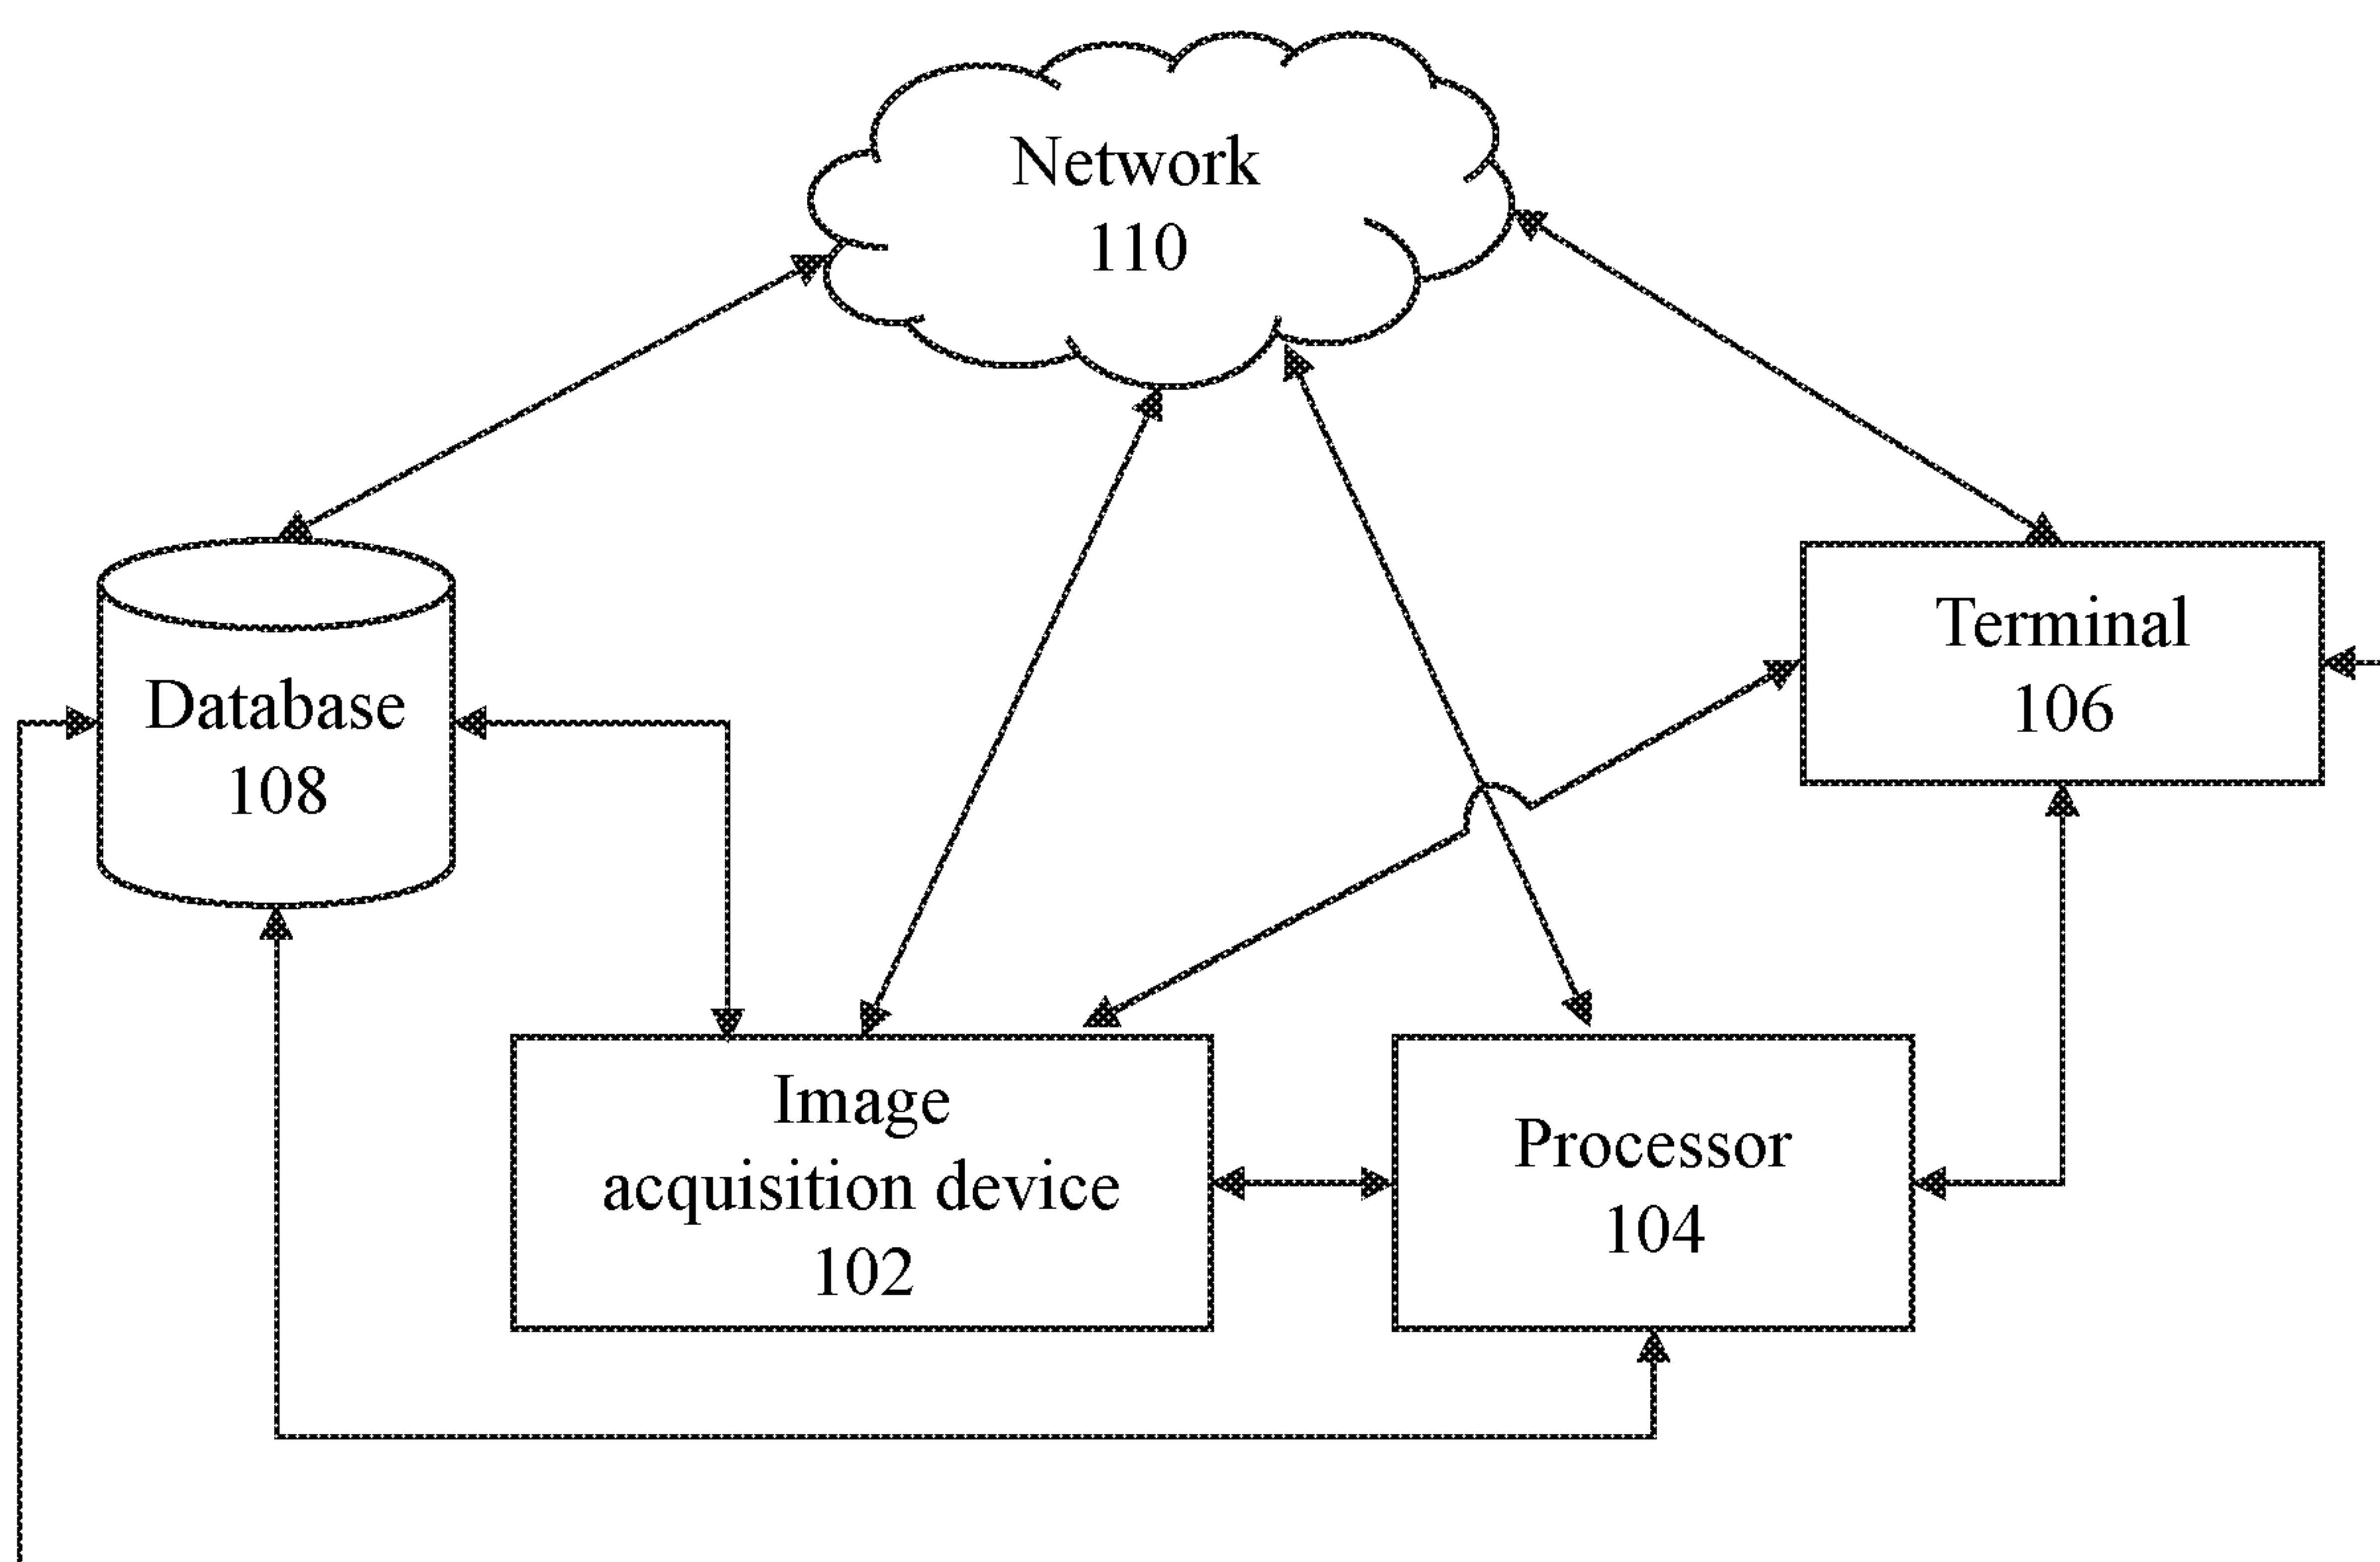 Network
110
Database
108
Terminal
106
Image
acquisition device
102
Processor
104